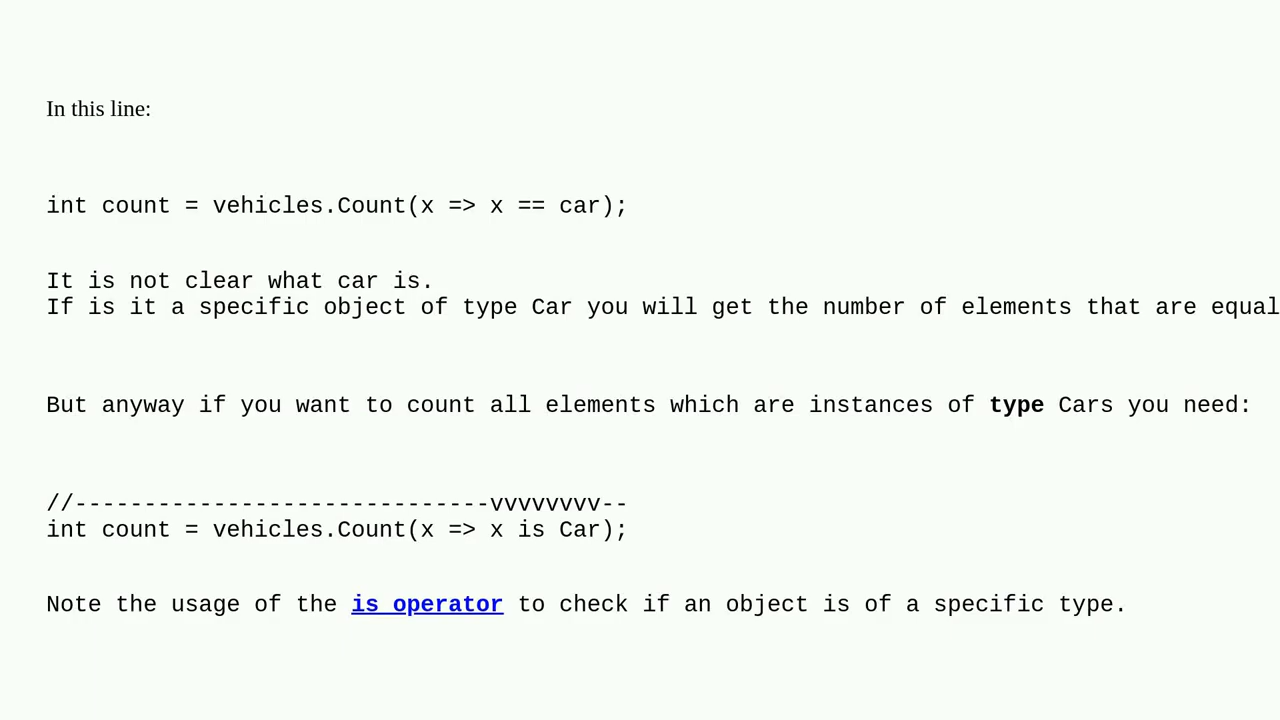 In this line:
int count = vehicles.Count(x => x == car);
It is not clear what car is.
If is it a specific object of type Car you will get the number of elements that are equal
But anyway if you want to count all elements which are instances of type Cars you need:
//------------------------------vvvvvvvv--
int count = vehicles.Count(x => x is Car);
Note the usage of the is operator to check if an object is of a specific type.